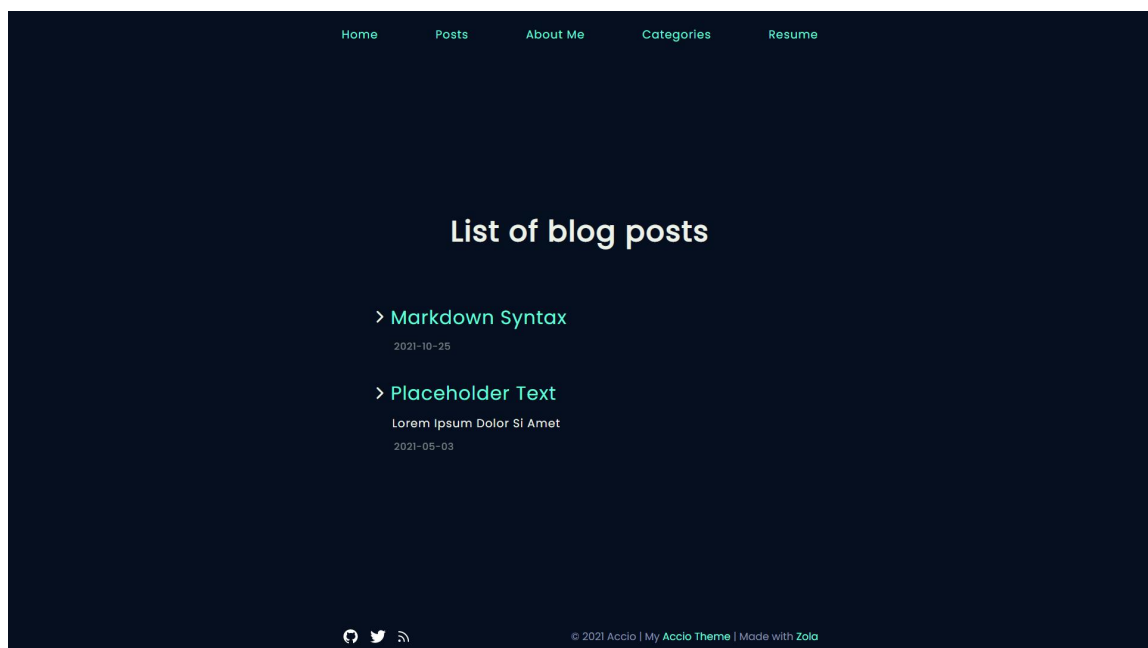 Home Posts About Me Categories Resume
List of blog posts
Markdown Syntax
2021-10-25
Placeholder Text
Lorem Ipsum Dolor Si Amet
2021-05-03
© 2021 Accio | My Accio Theme | Made with Zola